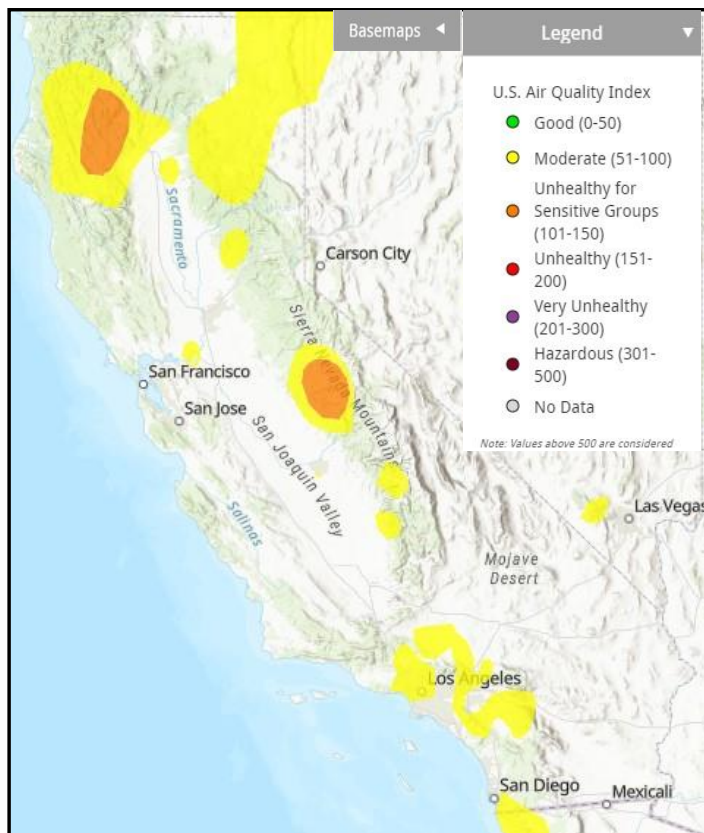 Basemaps
Legend
U.S. Air Quality Index
Good (0-50)
Moderate (51-100)
Unhealthy for
Sensitive Groups
(101-150)
Unhealthy (151-
200)
Very Unhealthy
(201-300)
Hazardous (301-
500)
No Data
Note: Values above 500 are considered
Sacramento
Carson City
Sierra Nevada Mountains
San Francisco
San Jose
San Joaquin Valley
Salinas
Las Vegas
Mojave
Desert
Los Angeles
San Diego
Mexicali